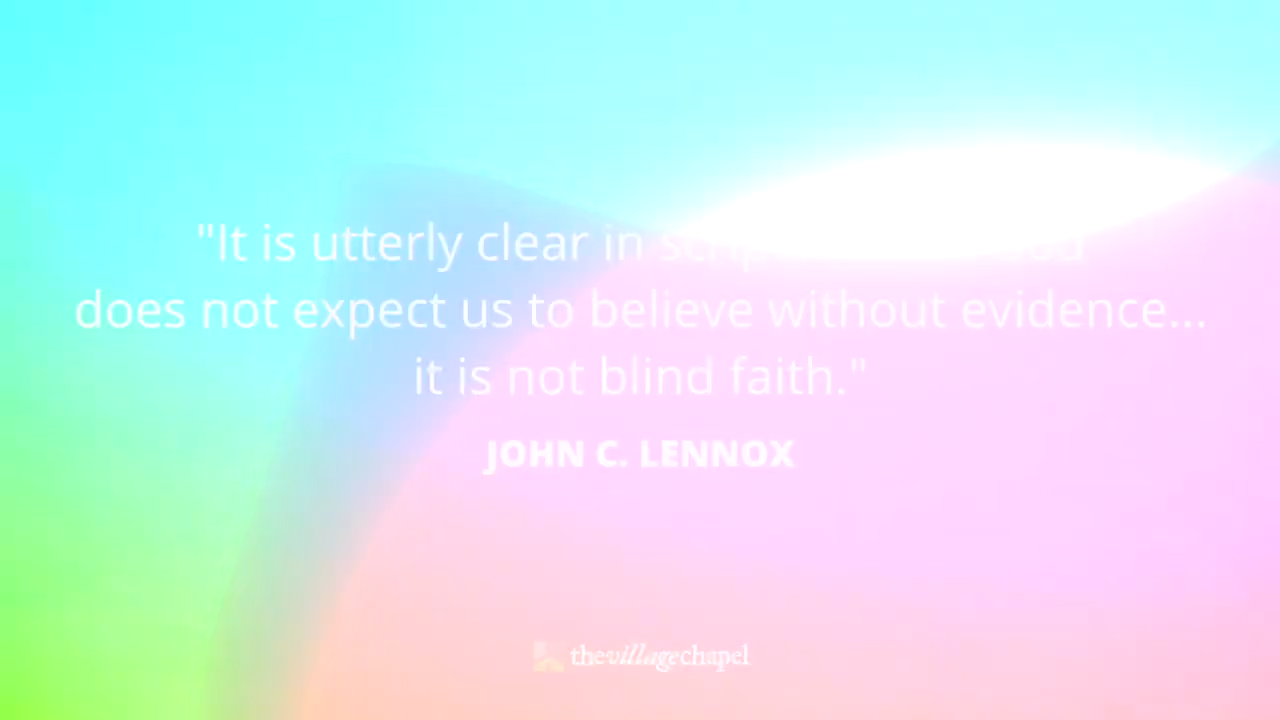 "It is utterly clear in
does not expect us to believe without evidence...
it is not blind faith."
JOHN C. LENNOX
thevillagechapel